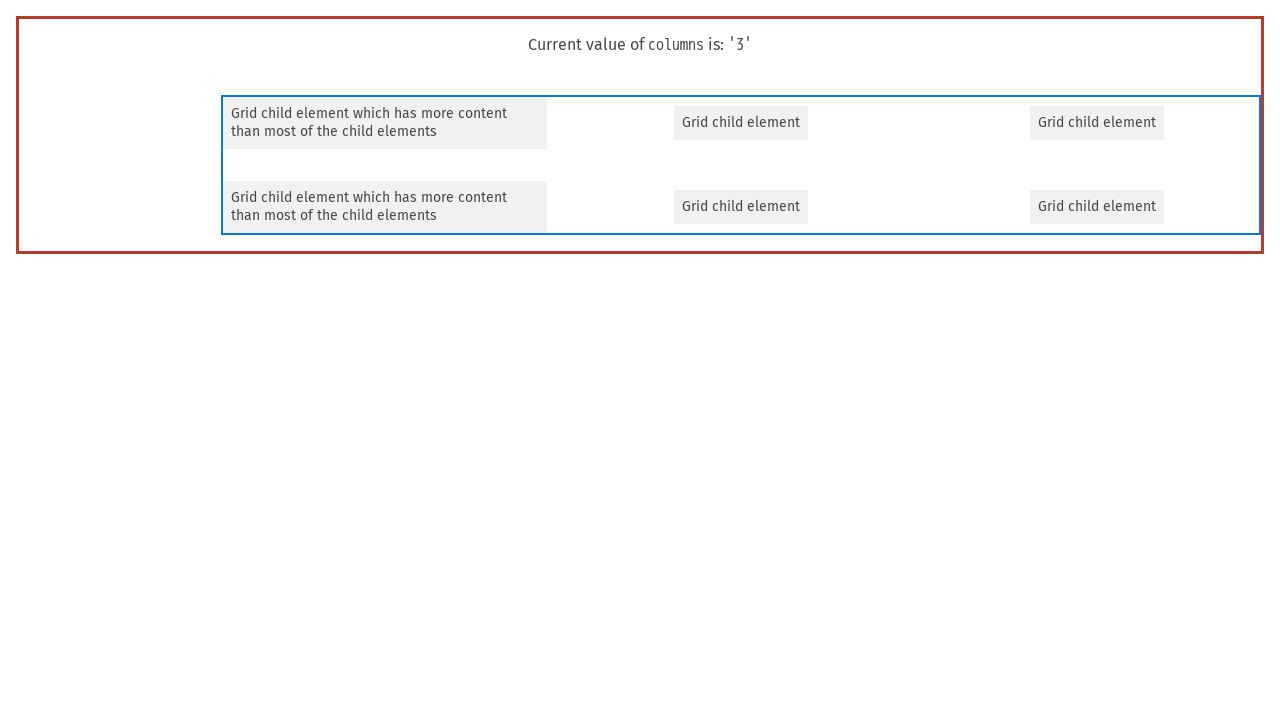 Current value of columns is: '3'
Grid child element which has more content
than most of the child elements
Grid child element
Grid child element
Grid child element which has more content
than most of the child elements
Grid child element
Grid child element